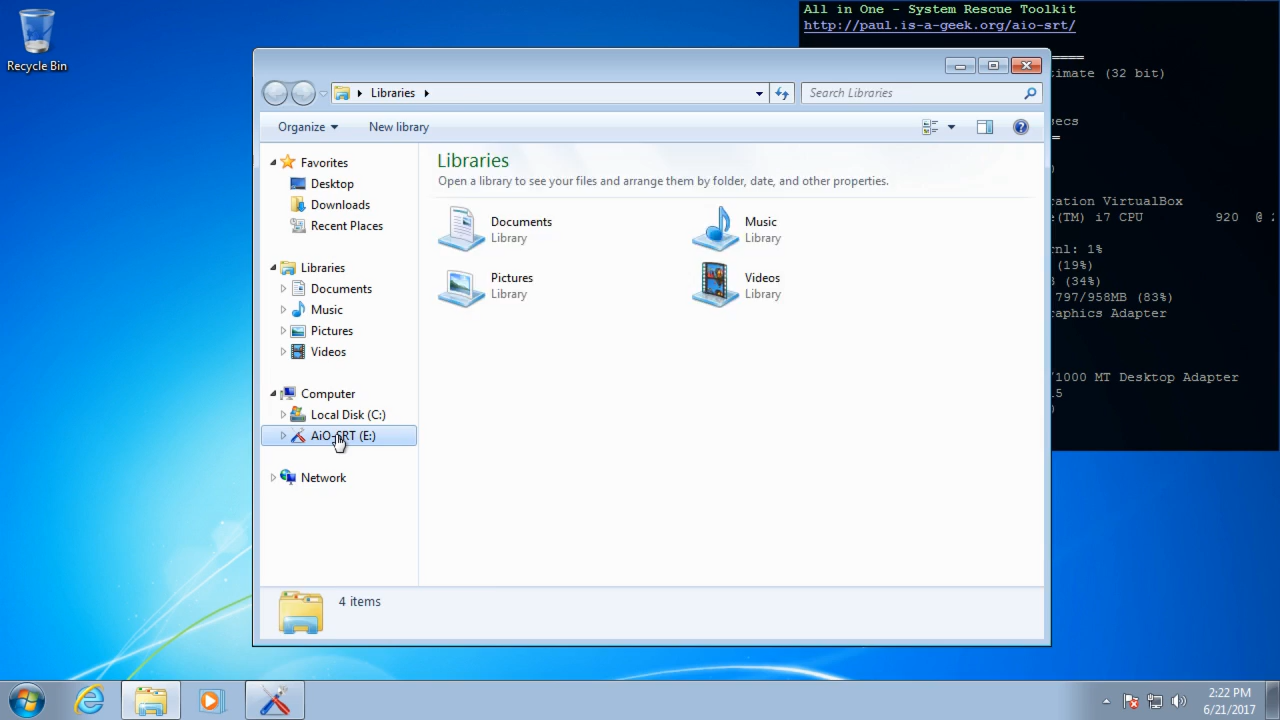 All in One - System Rescue Toolkit
http://paul.is-a-geek.org/aio-srt/
Recycle Bin
====
timate (32 bit)
secs
=
)
ration VirtualBox
e(TM) i7 CPU 920 @ 2
rnl: 1%
(19%)
(34%)
797/958MB (83%)
raphics Adapter
/1000 MT Desktop Adapter
)
Libraries
Search Libraries
Organize
New library
Favorites
Desktop
Downloads
Recent Places
Libraries
Documents
Music
Pictures
Videos
Computer
Local Disk (C:)
AiO-SRT (E:)
Network
Libraries
Open a library to see your files and arrange them by folder, date, and other properties.
Documents
Library
Music
Library
Pictures
Library
Videos
Library
4 items
2:22 PM
6/21/2017